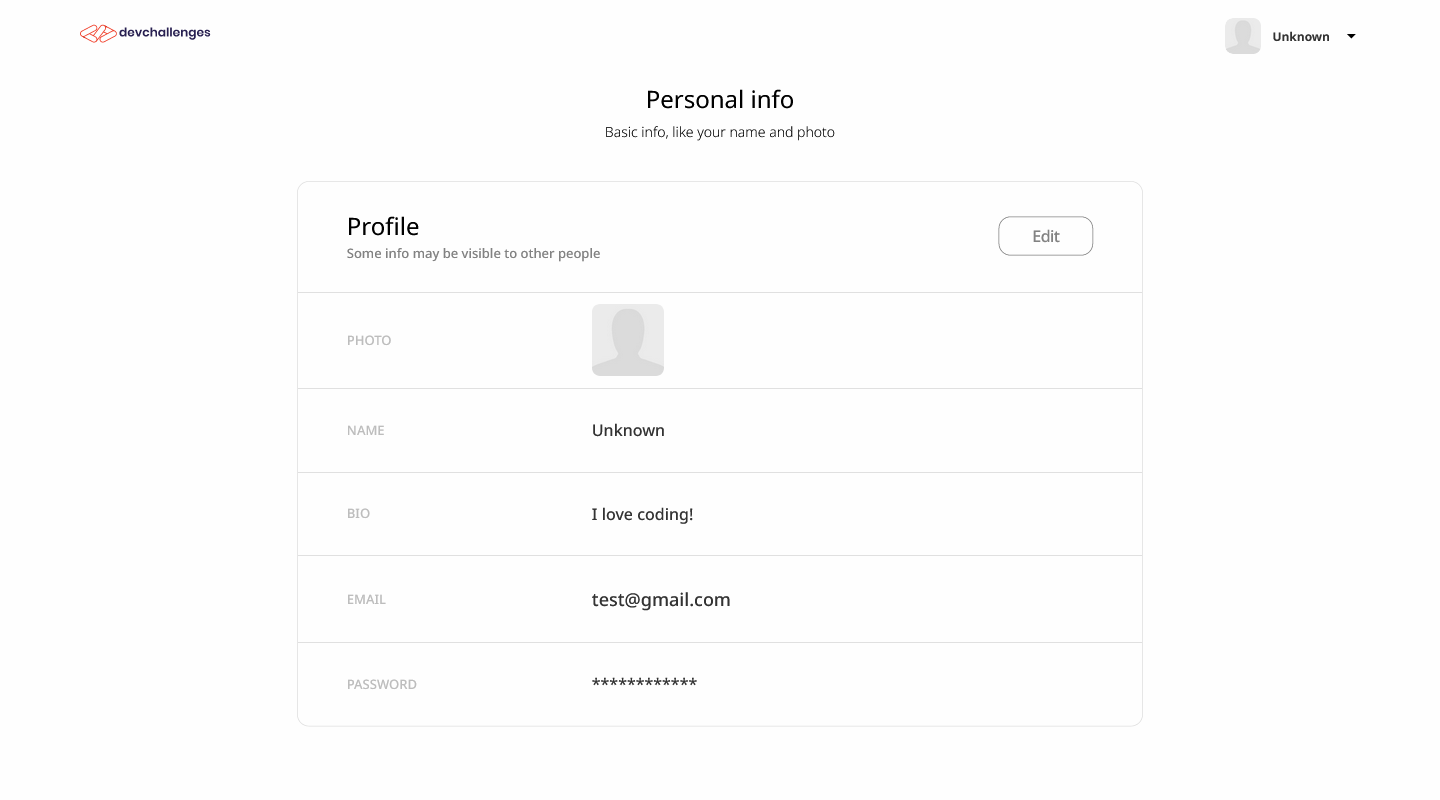 devchallenges
Unknown
Personal info
Basic info, like your name and photo
Profile
Some info may be visible to other people
Edit
PHOTO
NAME
Unknown
BIO
I love coding!
EMAIL
test@gmail.com
PASSWORD
************